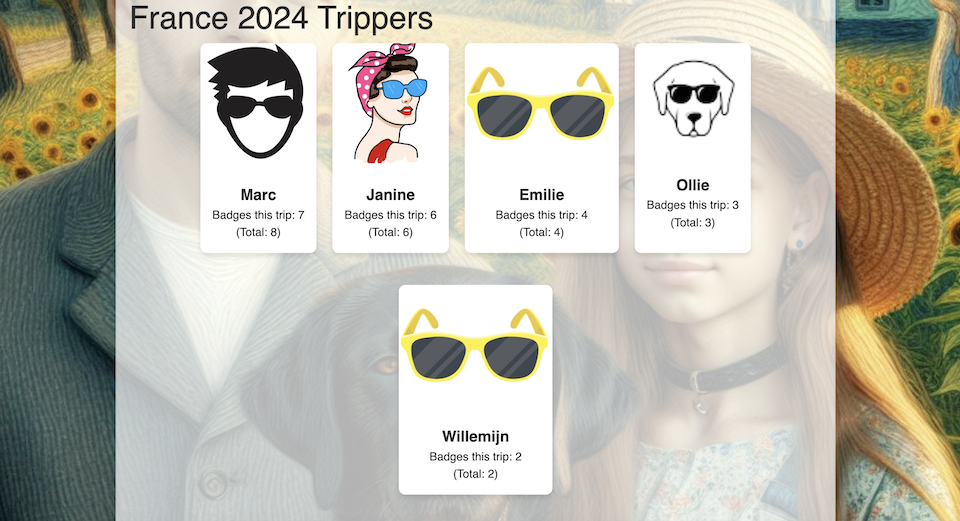 France 2024 Trippers
Marc
Badges this trip: 7
(Total: 8)
Janine
Badges this trip: 6
(Total: 6)
Emilie
Badges this trip: 4
(Total: 4)
Ollie
Badges this trip: 3
(Total: 3)
Willemijn
Badges this trip: 2
(Total: 2)